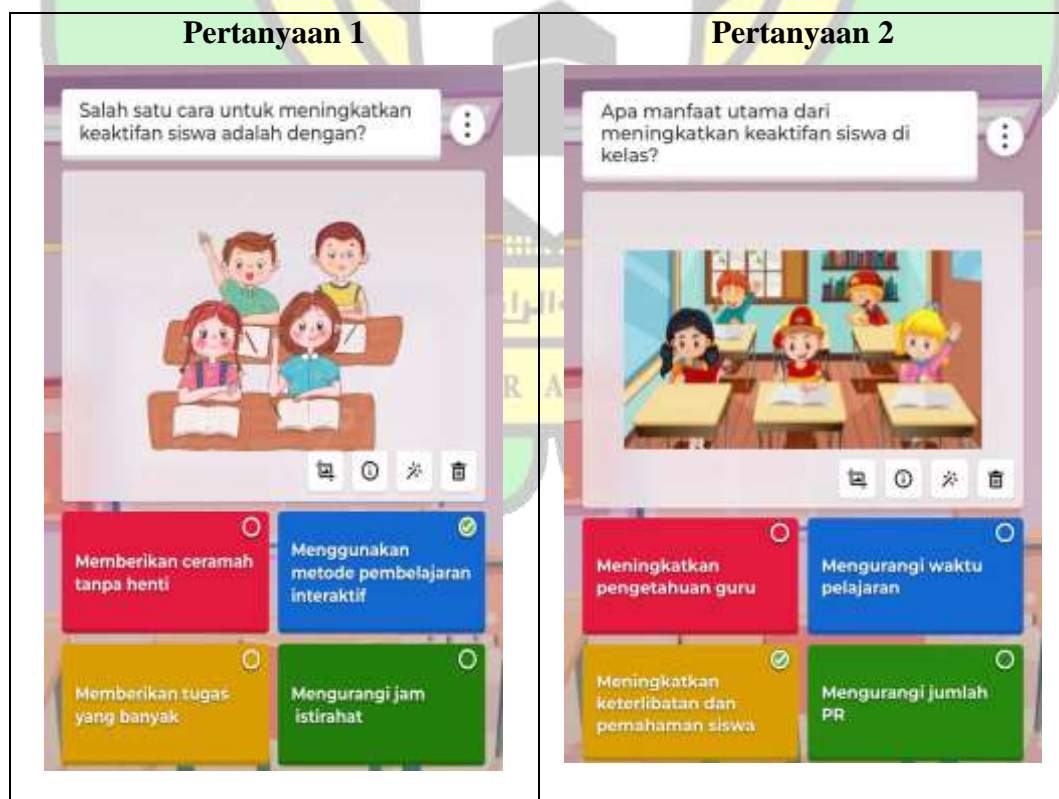 Pertanyaan 1
Salah satu cara untuk meningkatkan
keaktifan siswa adalah dengan?
Memberikan ceramah
tanpa henti
Menggunakan
metode pembelajaran
interaktif
Memberikan tugas
yang banyak
Mengurangi jam
istirahat
Pertanyaan 2
Apa manfaat utama dari
meningkatkan keaktifan siswa di
kelas?
Meningkatkan
pengetahuan guru
Mengurangi waktu
pelajaran
Meningkatkan
keterlibatan dan
pemahaman siswa
Mengurangi jumlah
PR